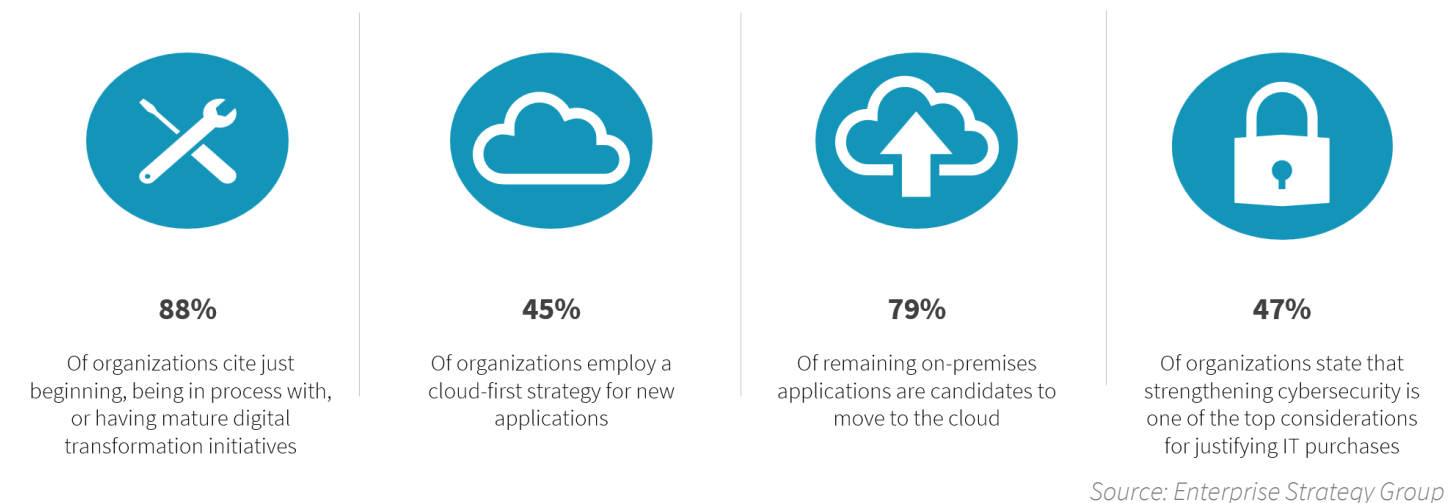 88%
Of organizations cite just
beginning, being in process with,
or having mature digital
transformation initiatives
45%
Of organizations employ a
cloud-first strategy for new
applications
79%
Of remaining on-premises
applications are candidates to
move to the cloud
47%
Of organizations state that
strengthening cybersecurity is
one of the top considerations
for justifying IT purchases
Source: Enterprise Strategy Group